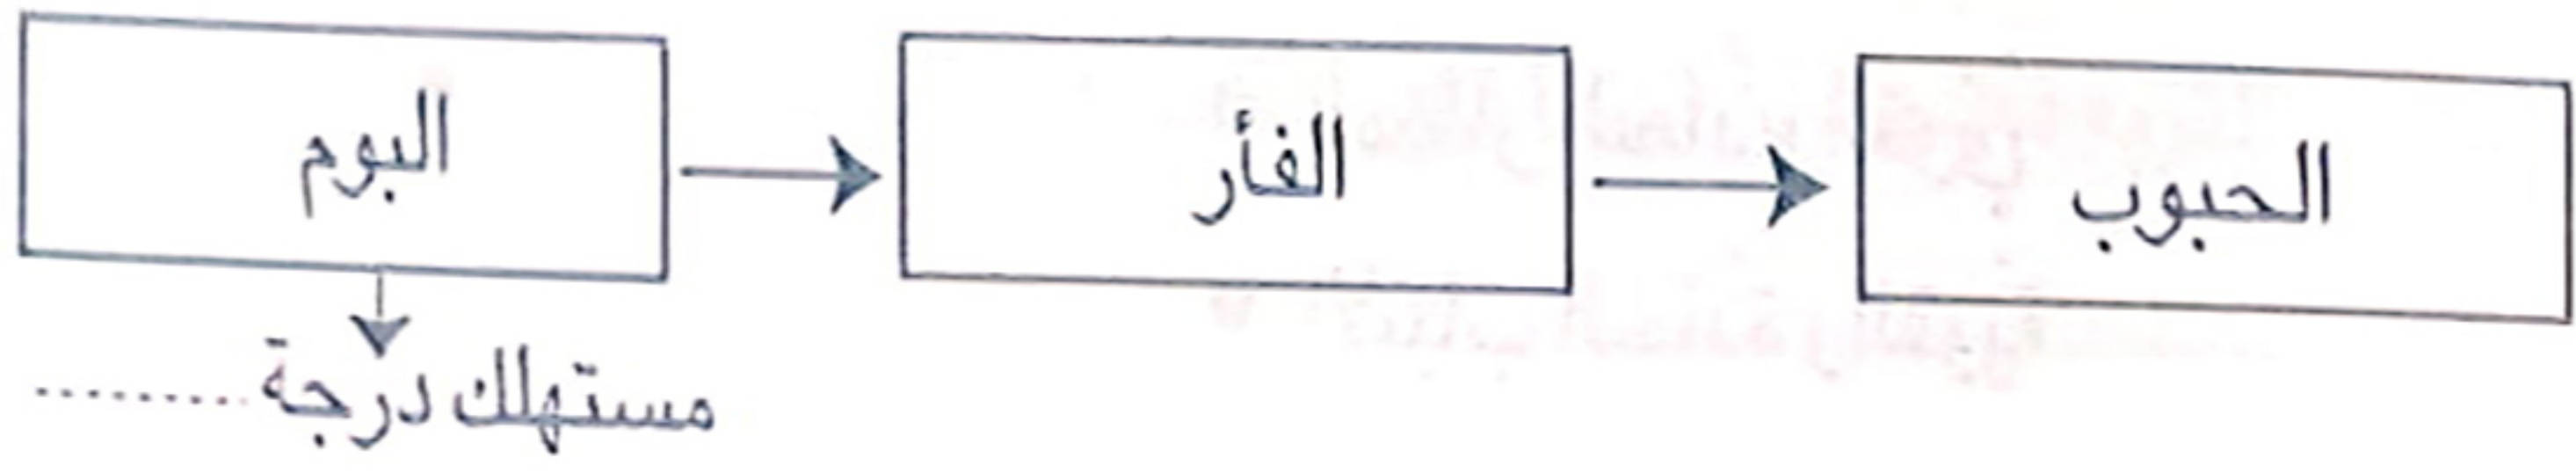 الحبوب
الفأر
البوم
مستهلك درجة .........